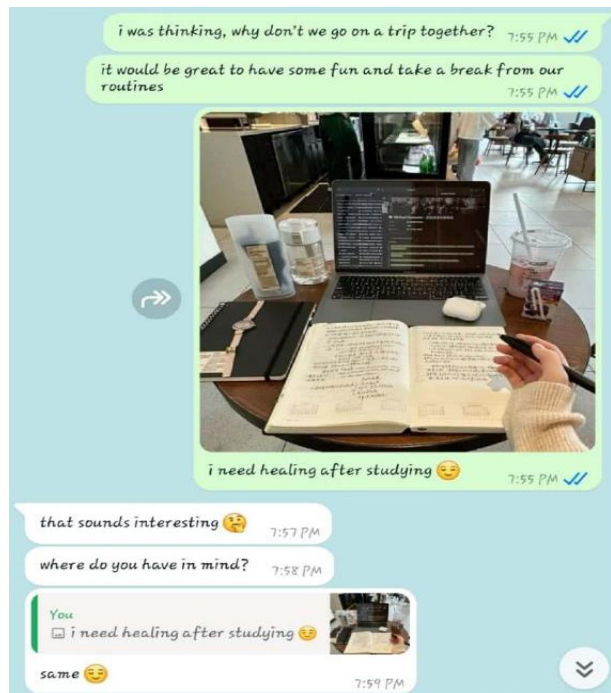 i was thinking, why don't we go on a trip together? 7:55 PM
it would be great to have some fun and take a break from our
routines 7:55 PM
i need healing after studying 😏 7:55 PM
that sounds interesting 🤔 7:57 PM
where do you have in mind? 7:58 PM
You
i need healing after studying 😏
same 😏 7:59 PM